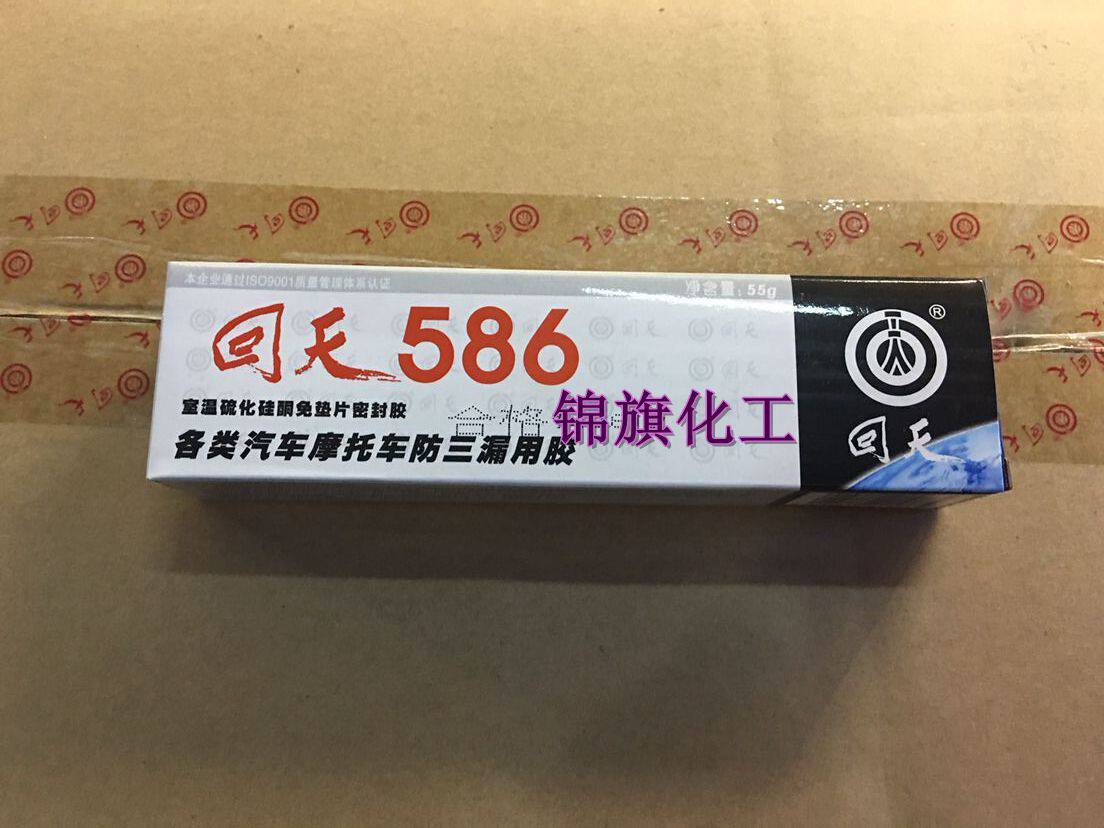 本企业通过ISO9001质量管理体系认证
净含量:55g
回天 586
室温硫化硅酮免垫片密封胶
合格
锦旗化工
各类汽车摩托车防三漏用胶
®
回天